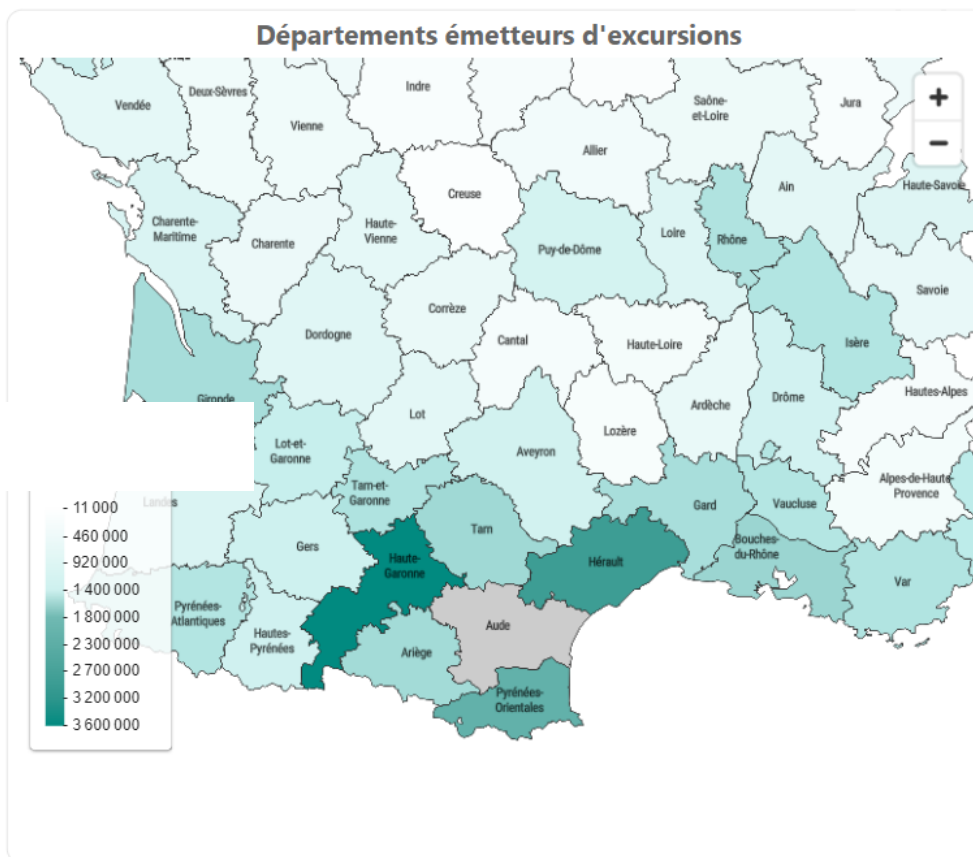 Départements émetteurs d'excursions
Vendée
Deux-Sèvres
Vienne
Indre
Allier
Saône-
et-Loire
Jura
+
−
Creuse
Ain
Haute-Savoie
Charente-
Maritime
Charente
Haute-
Vienne
Puy-de-Dôme
Loire
Rhône
Savoie
Dordogne
Corrèze
Cantal
Haute-Loire
Isère
Gironde
Lot
Ardèche
Drôme
Hautes-Alpes
Lot-et-
Garonne
Aveyron
Lozère
Alpes-de-Haute-
Provence
Tarn-et-
Garonne
Landes
Gers
Tarn
Gard
Vaucluse
Bouches-
du-Rhône
Haute-
Garonne
Hérault
Var
Pyrénées-
Atlantiques
Hautes-
Pyrénées
Ariège
Aude
Pyrénées-
Orientales
11 000
460 000
920 000
1 400 000
1 800 000
2 300 000
2 700 000
3 200 000
3 600 000